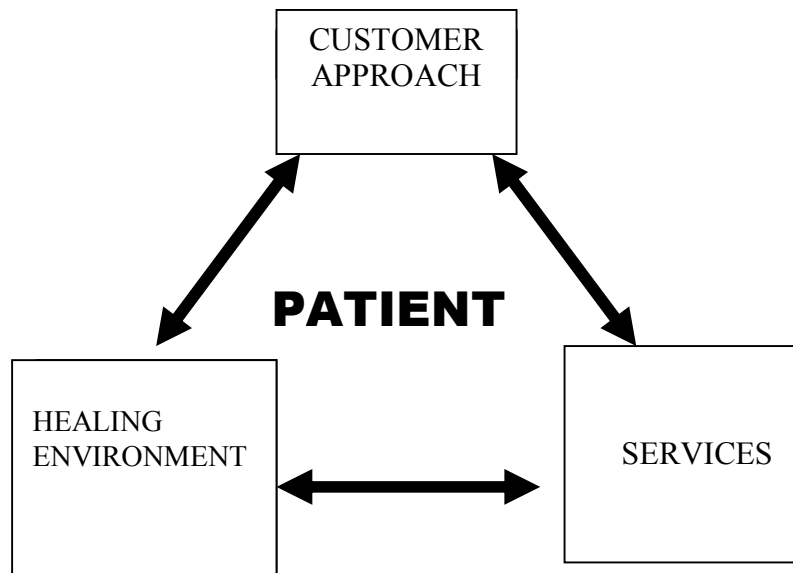 CUSTOMER
APPROACH
PATIENT
HEALING
ENVIRONMENT
SERVICES